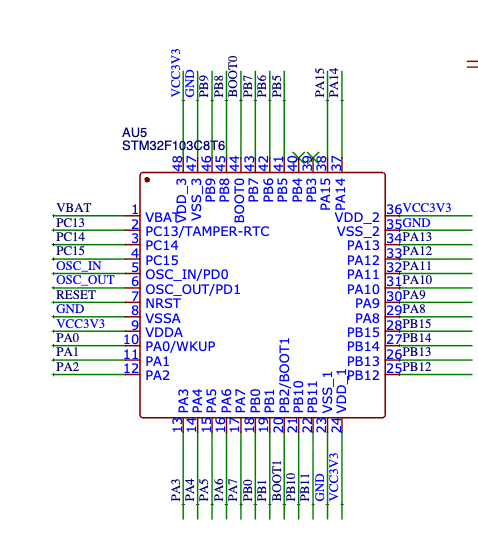 VCC3V3
GND
PB9
PB8
BOOT0
PB7
PB6
PB5
PA15
PA14
AU5
STM32F103C8T6
48
47
46
45
44
43
42
41
40
39
38
37
VDD_3
VSS_3
PB9
PB8
BOOT0
PB7
PB6
PB5
PB4
PB3
PA15
PA14
VBAT 1 VBAT
PC13 2 PC13/TAMPER-RTC
PC14 3 PC14
PC15 4 PC15
OSC_IN 5 OSC_IN/PD0
OSC_OUT 6 OSC_OUT/PD1
RESET 7 NRST
GND 8 VSSA
VCC3V3 9 VDDA
PA0 10 PA0/WKUP
PA1 11 PA1
PA2 12 PA2
VDD_2 36 VCC3V3
VSS_2 35 GND
PA13 34 PA13
PA12 33 PA12
PA11 32 PA11
PA10 31 PA10
PA9 30 PA9
PA8 29 PA8
PB15 28 PB15
PB14 27 PB14
PB13 26 PB13
PB12 25 PB12
PA3
PA4
PA5
PA6
PA7
PB0
PB1
PB2/BOOT1
PB10
PB11
VSS_1
VDD_1
13
14
15
16
17
18
19
20
21
22
23
24
PA3
PA4
PA5
PA6
PA7
PB0
PB1
BOOT1
PB10
PB11
GND
VCC3V3